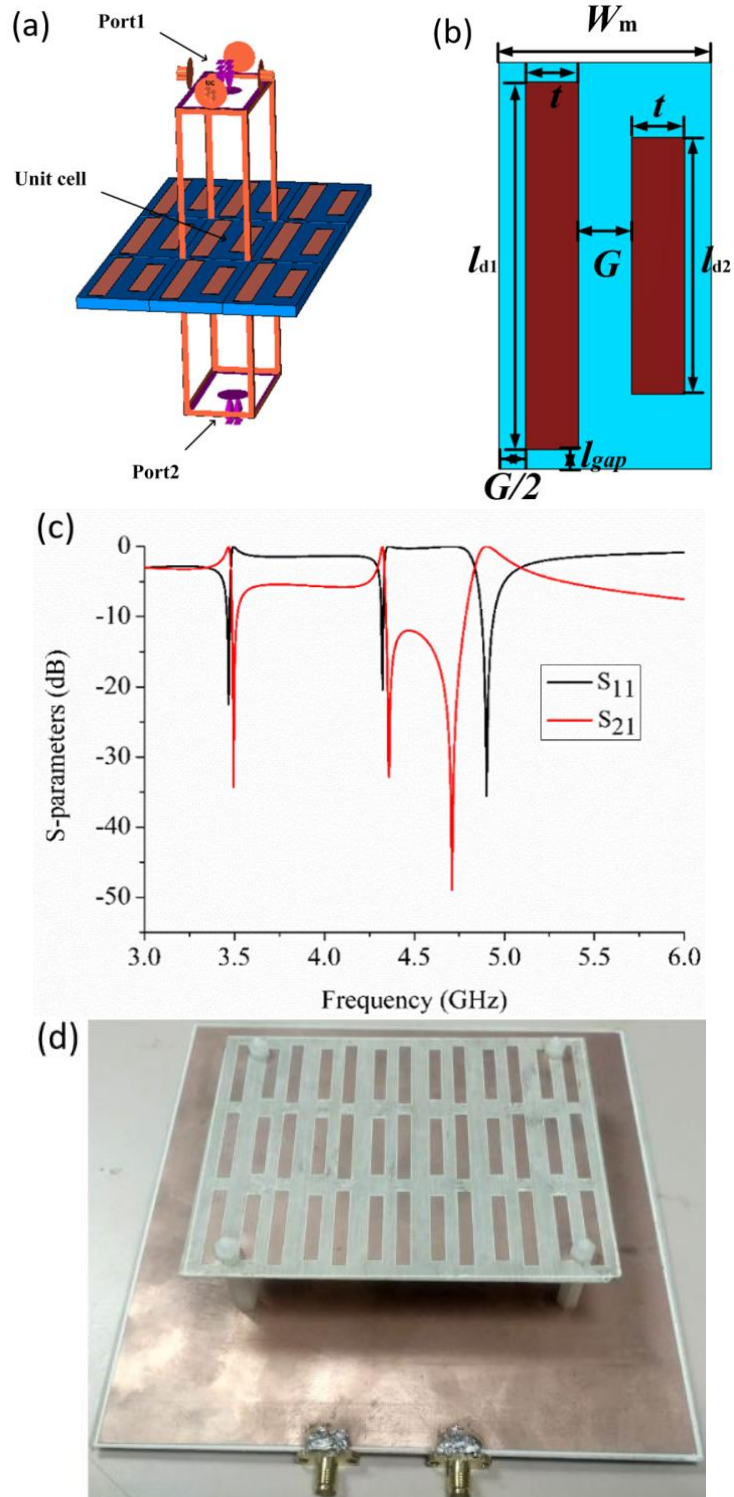 (a)
Port1
Unit cell
Port2
(b)
Wm
t
t
ld1
G
ld2
lgap
G/2
(c)
0
-10
-20
-30
-40
-50
S-parameters (dB)
S11
S21
3.0 3.5 4.0 4.5 5.0 5.5 6.0
Frequency (GHz)
(d)